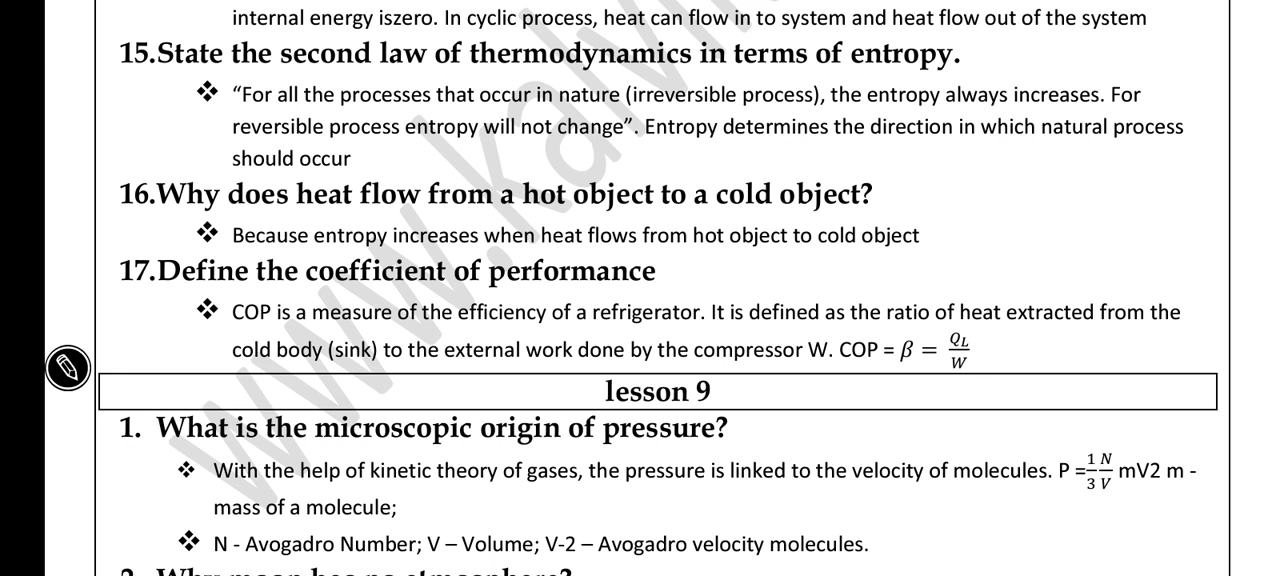 internal energy iszero. In cyclic process, heat can flow in to system and heat flow out of the system
15.State the second law of thermodynamics in terms of entropy.
❖ “For all the processes that occur in nature (irreversible process), the entropy always increases. For
reversible process entropy will not change”. Entropy determines the direction in which natural process
should occur
16.Why does heat flow from a hot object to a cold object?
❖ Because entropy increases when heat flows from hot object to cold object
17.Define the coefficient of performance
❖ COP is a measure of the efficiency of a refrigerator. It is defined as the ratio of heat extracted from the
cold body (sink) to the external work done by the compressor W. COP = β = Q_L/W
lesson 9
1. What is the microscopic origin of pressure?
❖ With the help of kinetic theory of gases, the pressure is linked to the velocity of molecules. P =1/3 N/V mV2 m -
mass of a molecule;
❖ N - Avogadro Number; V – Volume; V-2 – Avogadro velocity molecules.
2. Why moon has no atmosphere?
www.kalvi